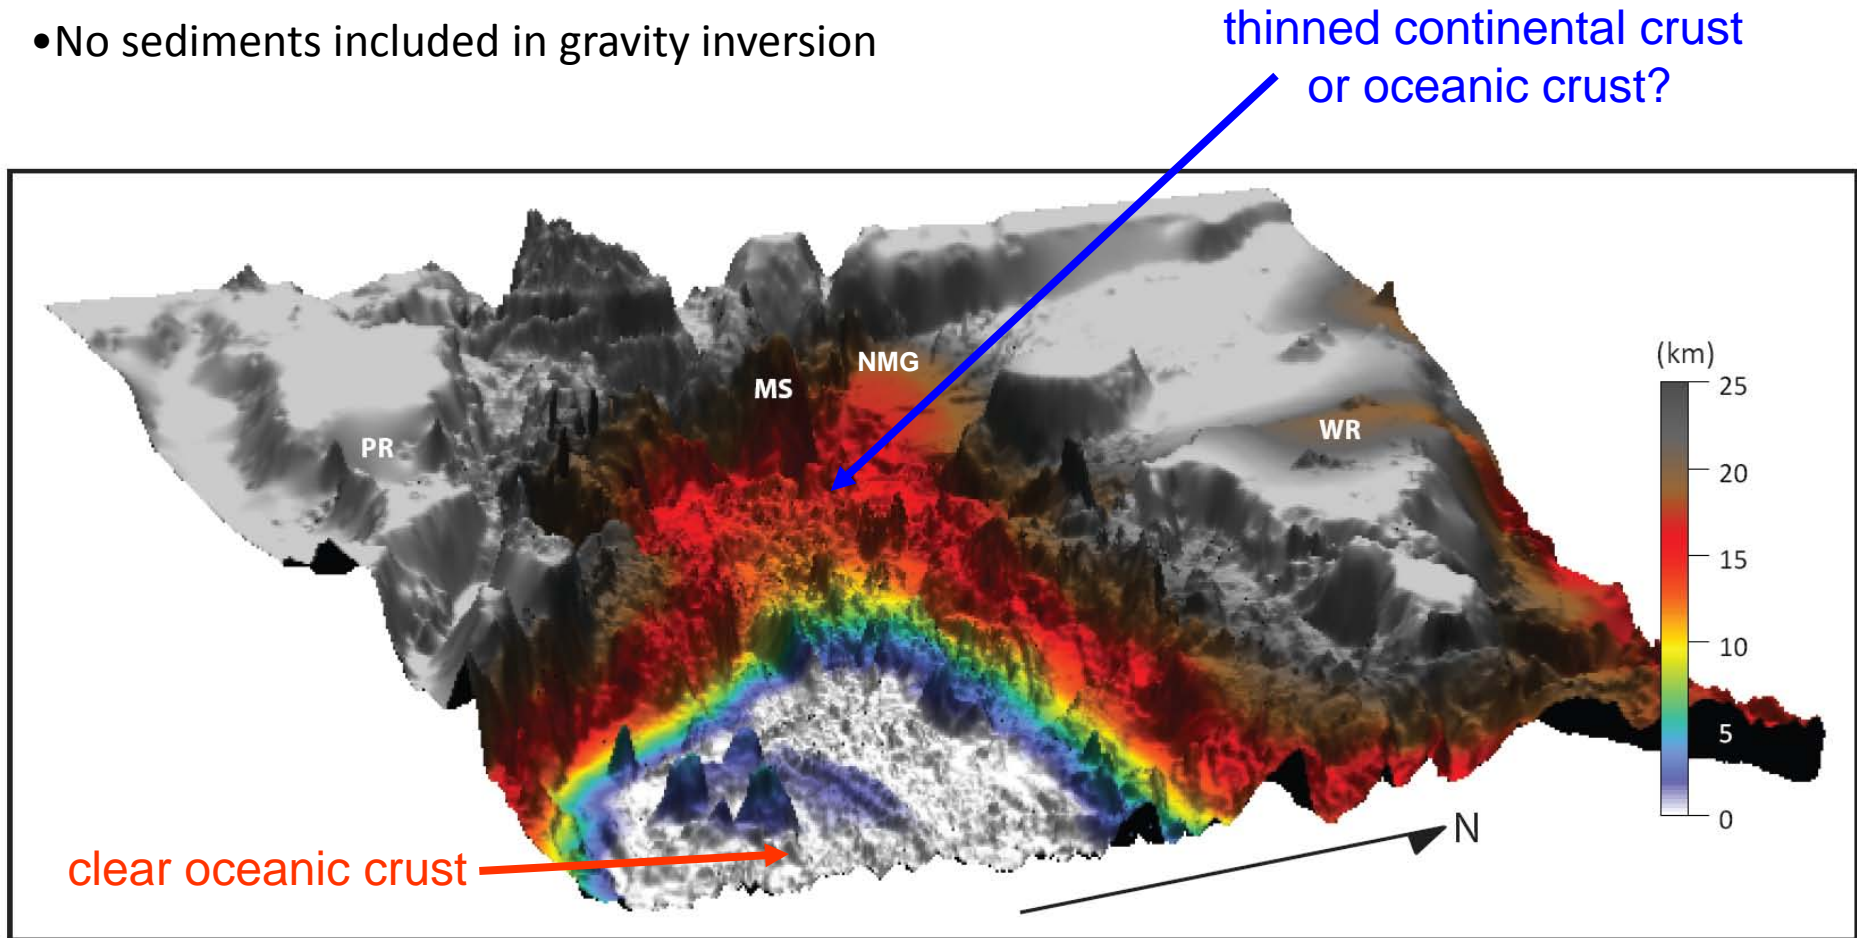 •No sediments included in gravity inversion
thinned continental crust
or oceanic crust?
NMG
MS
PR
WR
(km)
25
20
15
10
5
0
N
clear oceanic crust